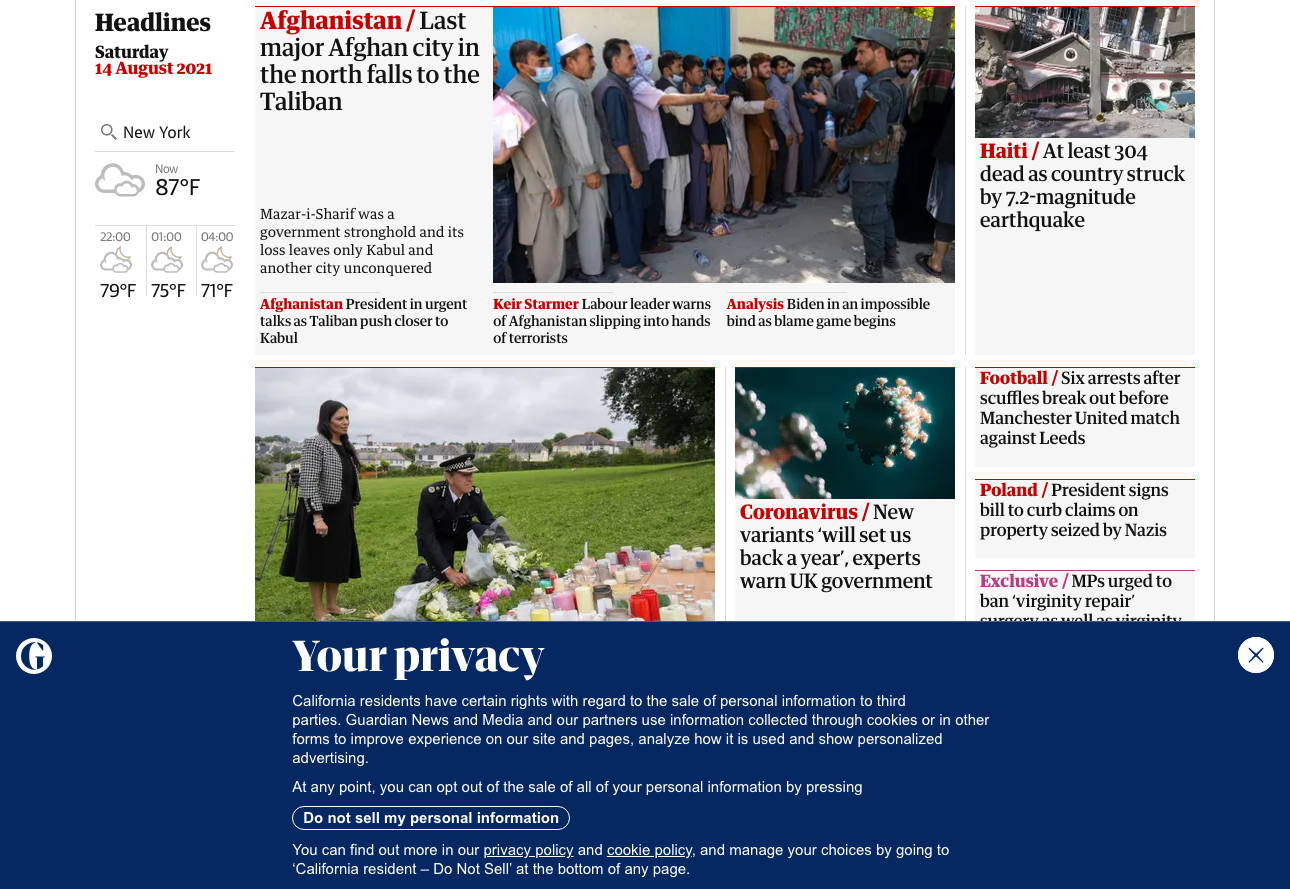 Headlines
Saturday
14 August 2021
New York
Now
87°F
22:00
01:00
04:00
79°F
75°F
71°F
Afghanistan / Last
major Afghan city in
the north falls to the
Taliban
Mazar-i-Sharif was a
government stronghold and its
loss leaves only Kabul and
another city unconquered
Afghanistan President in urgent
talks as Taliban push closer to
Kabul
Keir Starmer Labour leader warns
of Afghanistan slipping into hands
of terrorists
Analysis Biden in an impossible
bind as blame game begins
Haiti / At least 304
dead as country struck
by 7.2-magnitude
earthquake
Coronavirus / New
variants ‘will set us
back a year’, experts
warn UK government
Football / Six arrests after
scuffles break out before
Manchester United match
against Leeds
Poland / President signs
bill to curb claims on
property seized by Nazis
Exclusive / MPs urged to
ban ‘virginity repair’
surgery as well as virginity
Your privacy
California residents have certain rights with regard to the sale of personal information to third
parties. Guardian News and Media and our partners use information collected through cookies or in other
forms to improve experience on our site and pages, analyze how it is used and show personalized
advertising.
At any point, you can opt out of the sale of all of your personal information by pressing
Do not sell my personal information
You can find out more in our privacy policy and cookie policy, and manage your choices by going to
‘California resident – Do Not Sell’ at the bottom of any page.